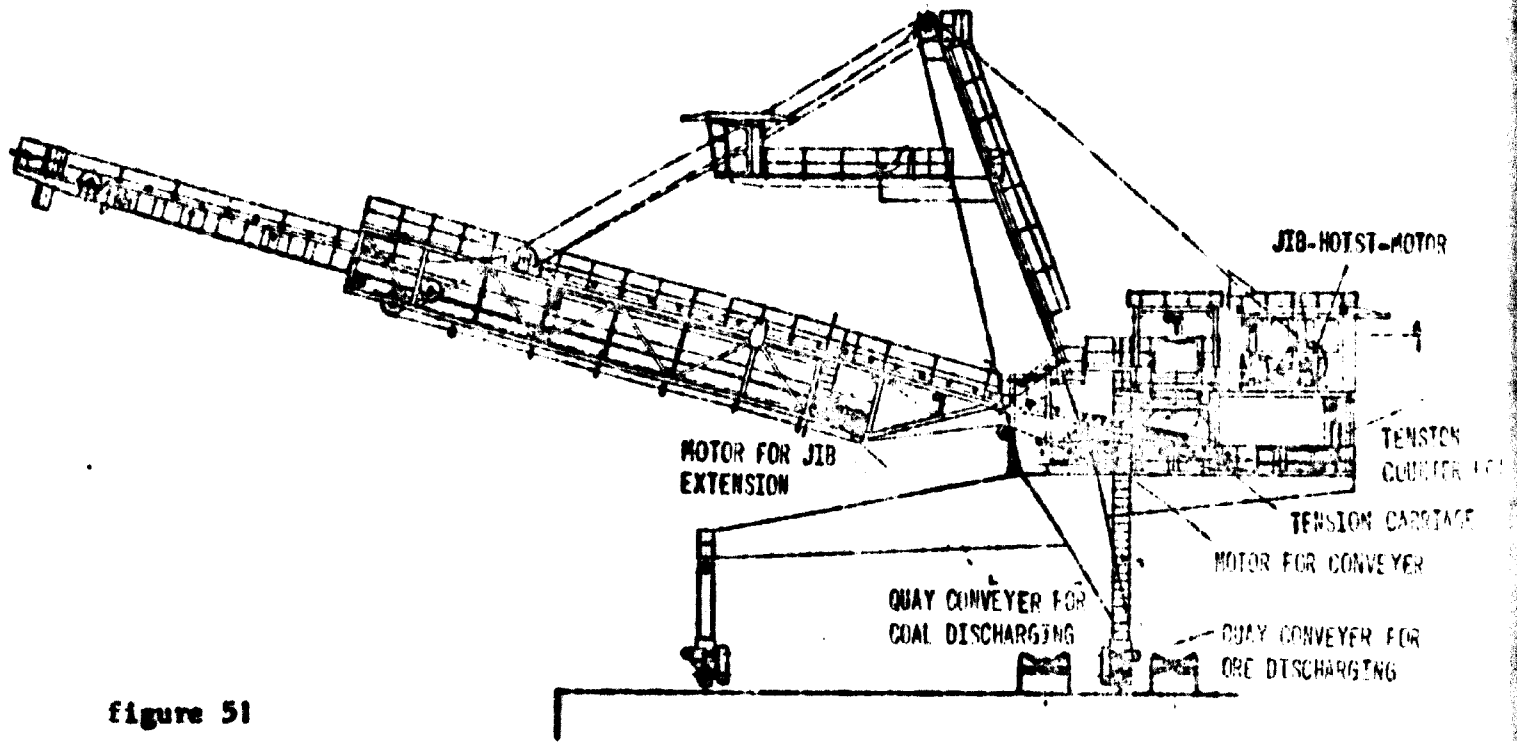 JIB-HOIST-MOTOR
MOTOR FOR JIB
EXTENSION
TENSION
TENSION CARRIAGE
MOTOR FOR CONVEYER
QUAY CONVEYER FOR
COAL DISCHARGING
QUAY CONVEYER FOR
ORE DISCHARGING
figure 51